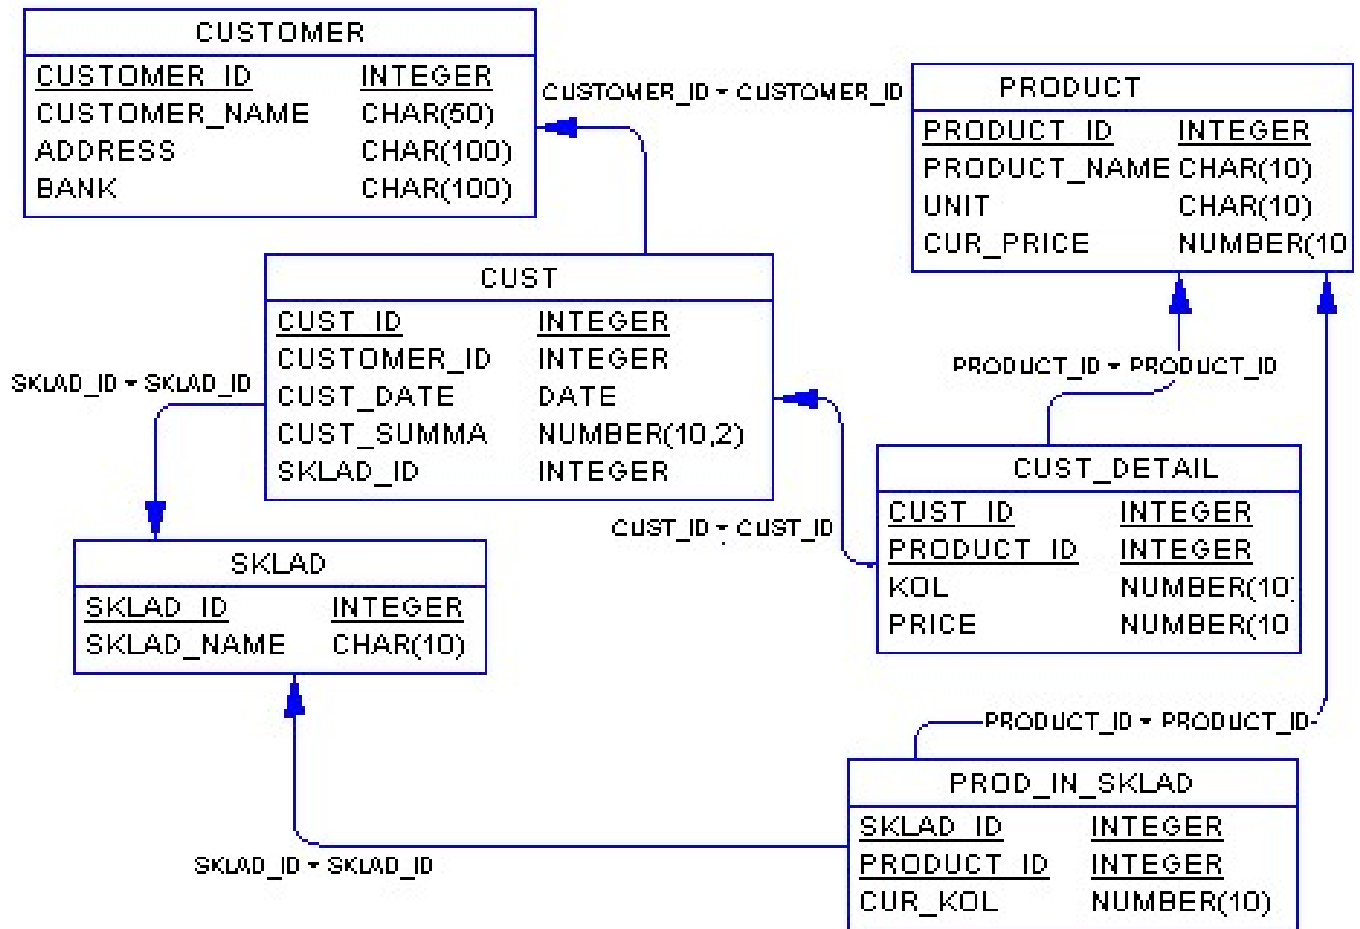 CUSTOMER
CUSTOMER_ID INTEGER
CUSTOMER_NAME CHAR(50)
ADDRESS CHAR(100)
BANK CHAR(100)
CUSTOMER_ID = CUSTOMER_ID
PRODUCT
PRODUCT_ID INTEGER
PRODUCT_NAME CHAR(10)
UNIT CHAR(10)
CUR_PRICE NUMBER(10
CUST
CUST_ID INTEGER
CUSTOMER_ID INTEGER
CUST_DATE DATE
CUST_SUMMA NUMBER(10,2)
SKLAD_ID INTEGER
SKLAD_ID = SKLAD_ID
PRODUCT_ID = PRODUCT_ID
CUST_DETAIL
CUST_ID INTEGER
PRODUCT_ID INTEGER
KOL NUMBER(10)
PRICE NUMBER(10
CUST_ID = CUST_ID
SKLAD
SKLAD_ID INTEGER
SKLAD_NAME CHAR(10)
PRODUCT_ID = PRODUCT_ID
PROD_IN_SKLAD
SKLAD_ID INTEGER
PRODUCT_ID INTEGER
CUR_KOL NUMBER(10)
SKLAD_ID = SKLAD_ID